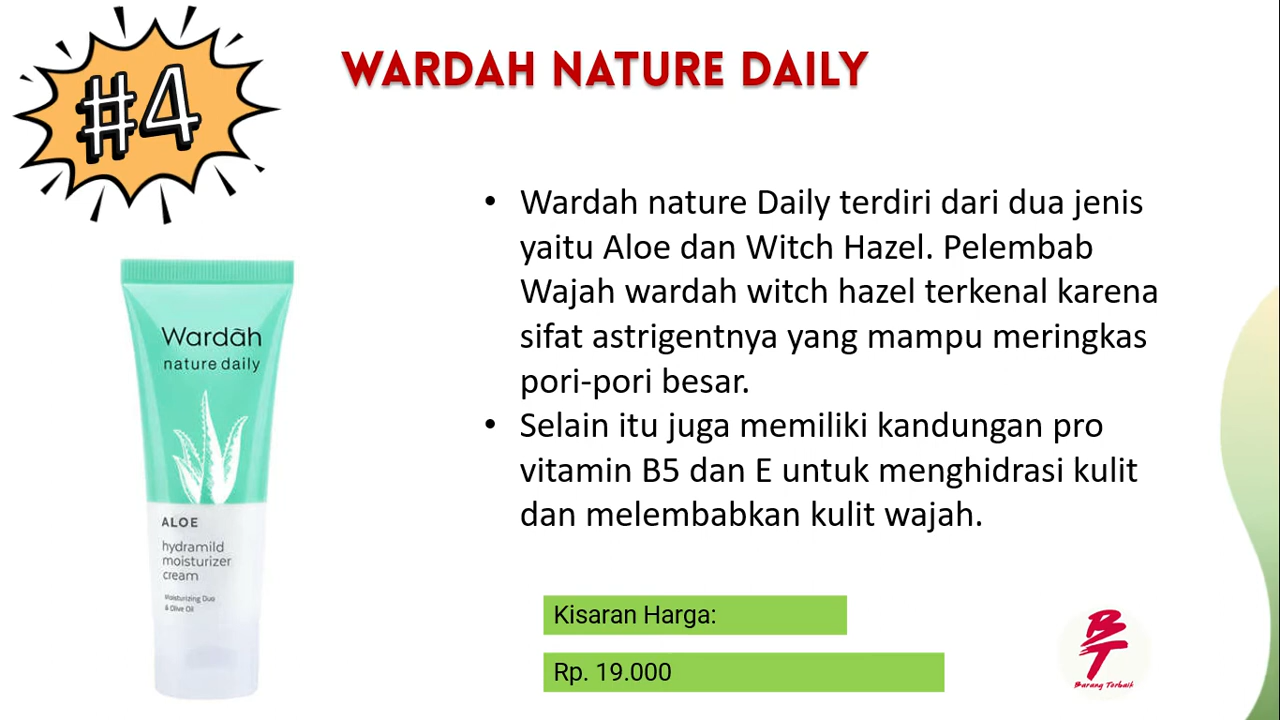 #4
WARDAH NATURE DAILY
• Wardah nature Daily terdiri dari dua jenis
yaitu Aloe dan Witch Hazel. Pelembab
Wajah wardah witch hazel terkenal karena
sifat astrigentnya yang mampu meringkas
pori-pori besar.
• Selain itu juga memiliki kandungan pro
vitamin B5 dan E untuk menghidrasi kulit
dan melembabkan kulit wajah.
Wardāh
nature daily
ALOE
hydramild
moisturizer
cream
Moisturizing Duo
& Olive Oil
Kisaran Harga:
Rp. 19.000
BT
Barang Terbaik